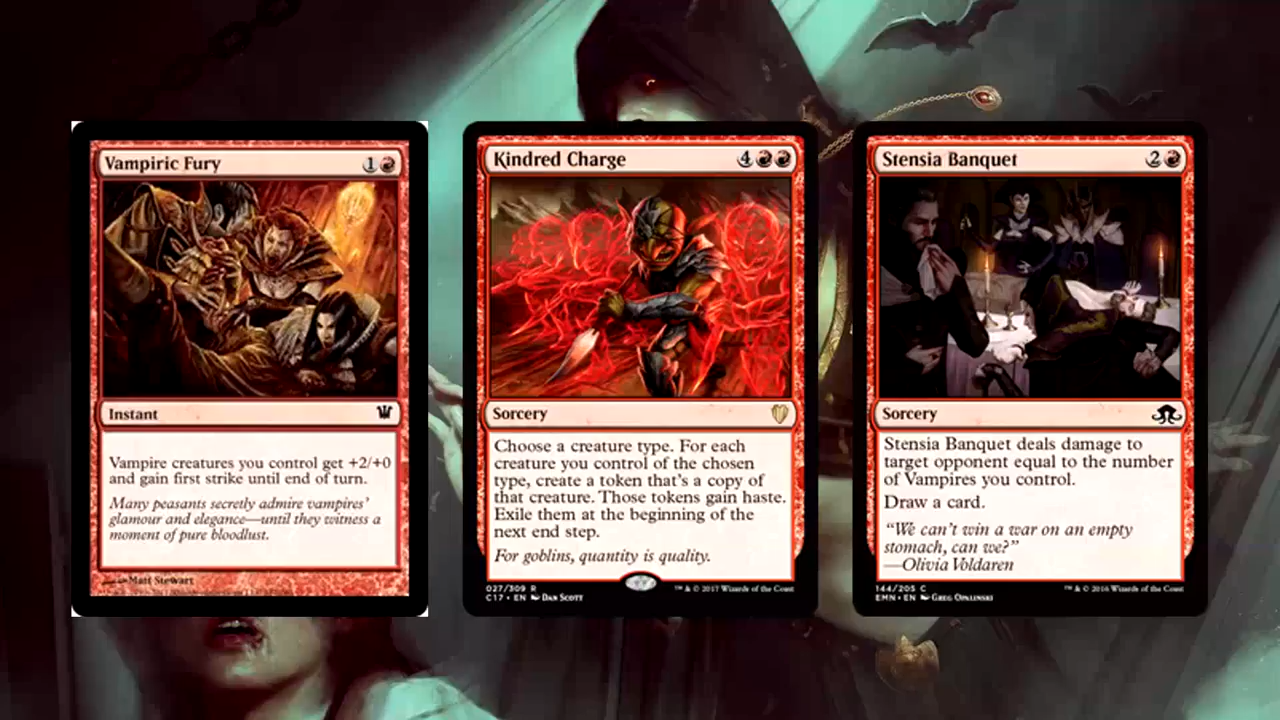 Vampiric Fury 1
Instant
Vampire creatures you control get +2/+0
and gain first strike until end of turn.
Many peasants secretly admire vampires'
glamour and elegance—until they witness a
moment of pure bloodlust.
Matt Stewart
Kindred Charge 4
Sorcery
Choose a creature type. For each
creature you control of the chosen
type, create a token that's a copy of
that creature. Those tokens gain haste.
Exile them at the beginning of the
next end step.
For goblins, quantity is quality.
027/309 R
C17 • EN Dan Scott
™ & © 2017 Wizards of the Coast
Stensia Banquet 2
Sorcery
Stensia Banquet deals damage to
target opponent equal to the number
of Vampires you control.
Draw a card.
"We can't win a war on an empty
stomach, can we?"
—Olivia Voldaren
144/205 C
EMN • EN Greg Opalinski
™ & © 2016 Wizards of the Coast